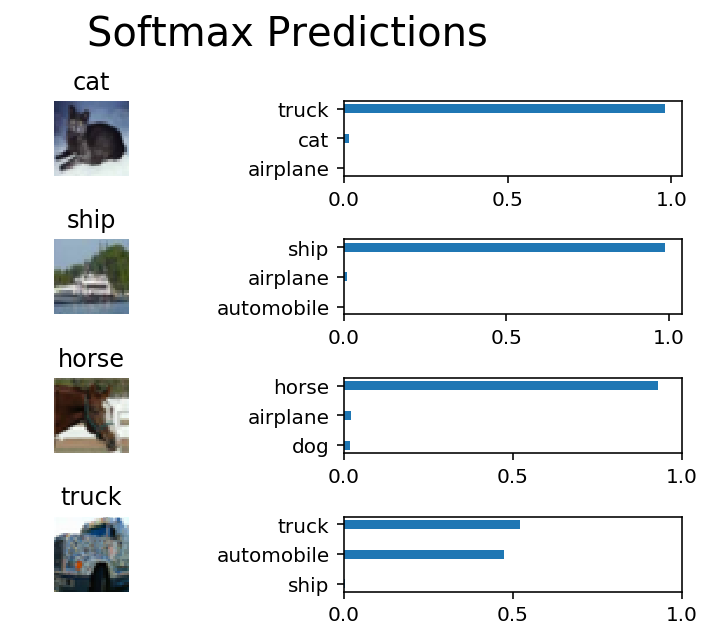 Softmax Predictions
cat
truck
cat
airplane
0.0 0.5 1.0
ship
ship
airplane
automobile
0.0 0.5 1.0
horse
horse
airplane
dog
0.0 0.5 1.0
truck
truck
automobile
ship
0.0 0.5 1.0